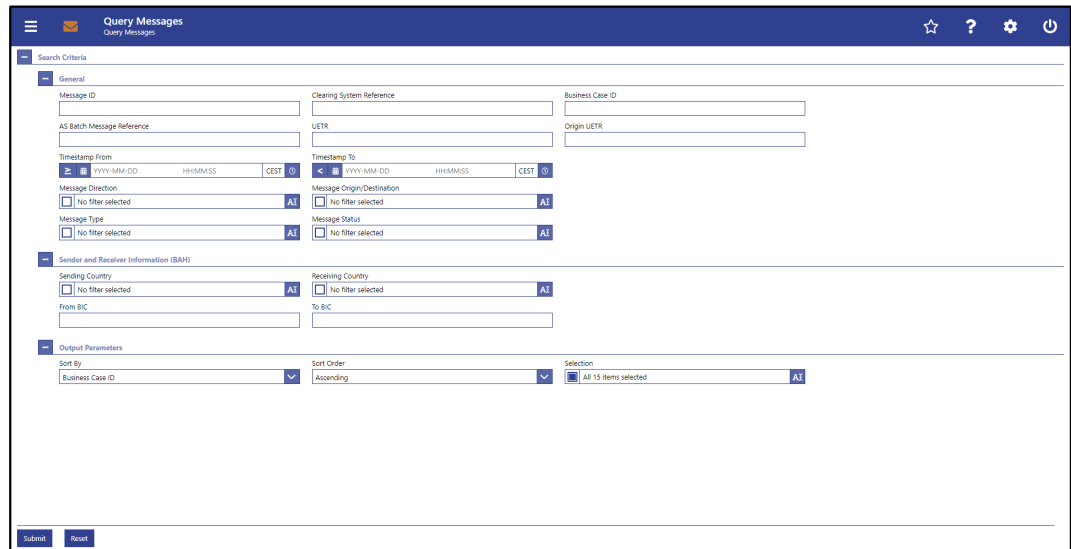 Query Messages
Query Messages
Search Criteria
General
Message ID Clearing System Reference Business Case ID
AS Batch Message Reference UETR Origin UETR
Timestamp From Timestamp To
≥ YYYY-MM-DD HH:MM:SS CEST < YYYY-MM-DD HH:MM:SS CEST
Message Direction Message Origin/Destination
No filter selected No filter selected
Message Type Message Status
No filter selected No filter selected
Sender and Receiver Information (BAH)
Sending Country Receiving Country
No filter selected No filter selected
From BIC To BIC
Output Parameters
Sort By Sort Order Selection
Business Case ID Ascending All 15 items selected
Submit Reset